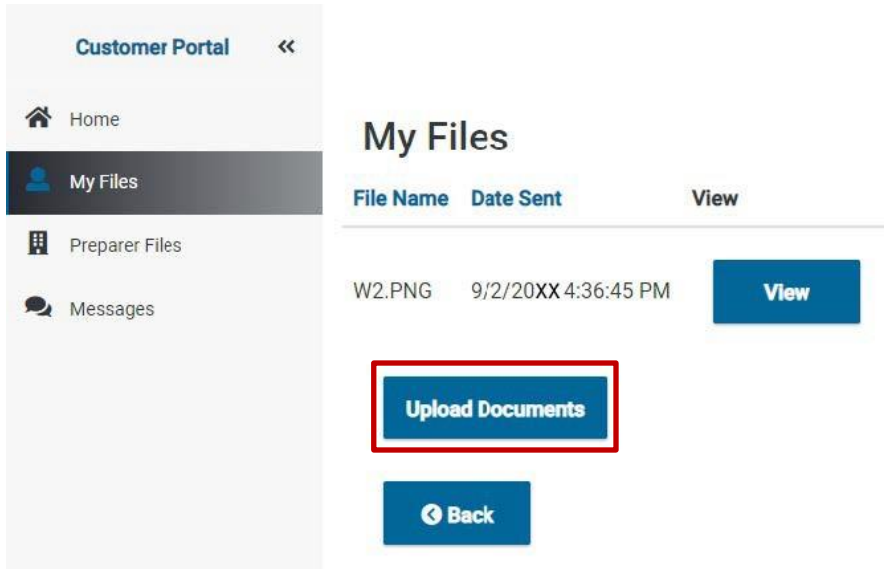 Customer Portal «
Home
My Files
Preparer Files
Messages
My Files
File Name Date Sent View
W2.PNG 9/2/20XX 4:36:45 PM View
Upload Documents
Back